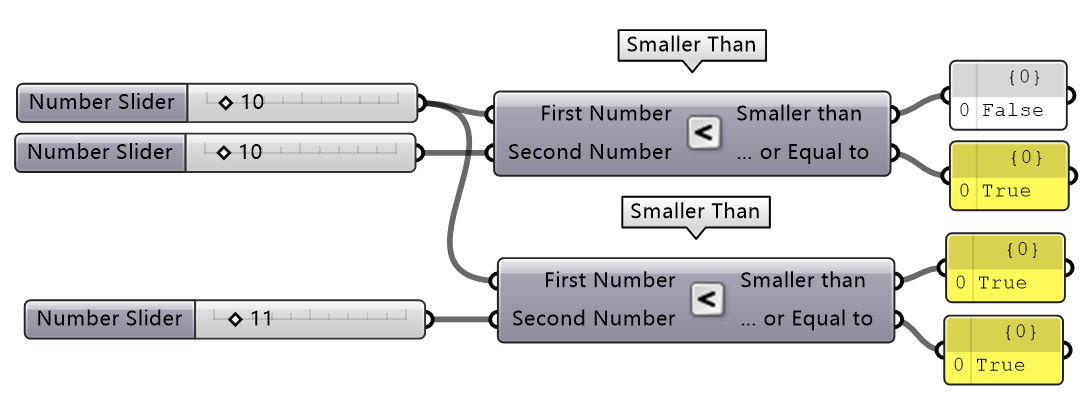 Smaller Than
Number Slider 10
Number Slider 10
First Number < Smaller than
Second Number ... or Equal to
{0}
0 False
{0}
0 True
Smaller Than
Number Slider 11
First Number < Smaller than
Second Number ... or Equal to
{0}
0 True
{0}
0 True